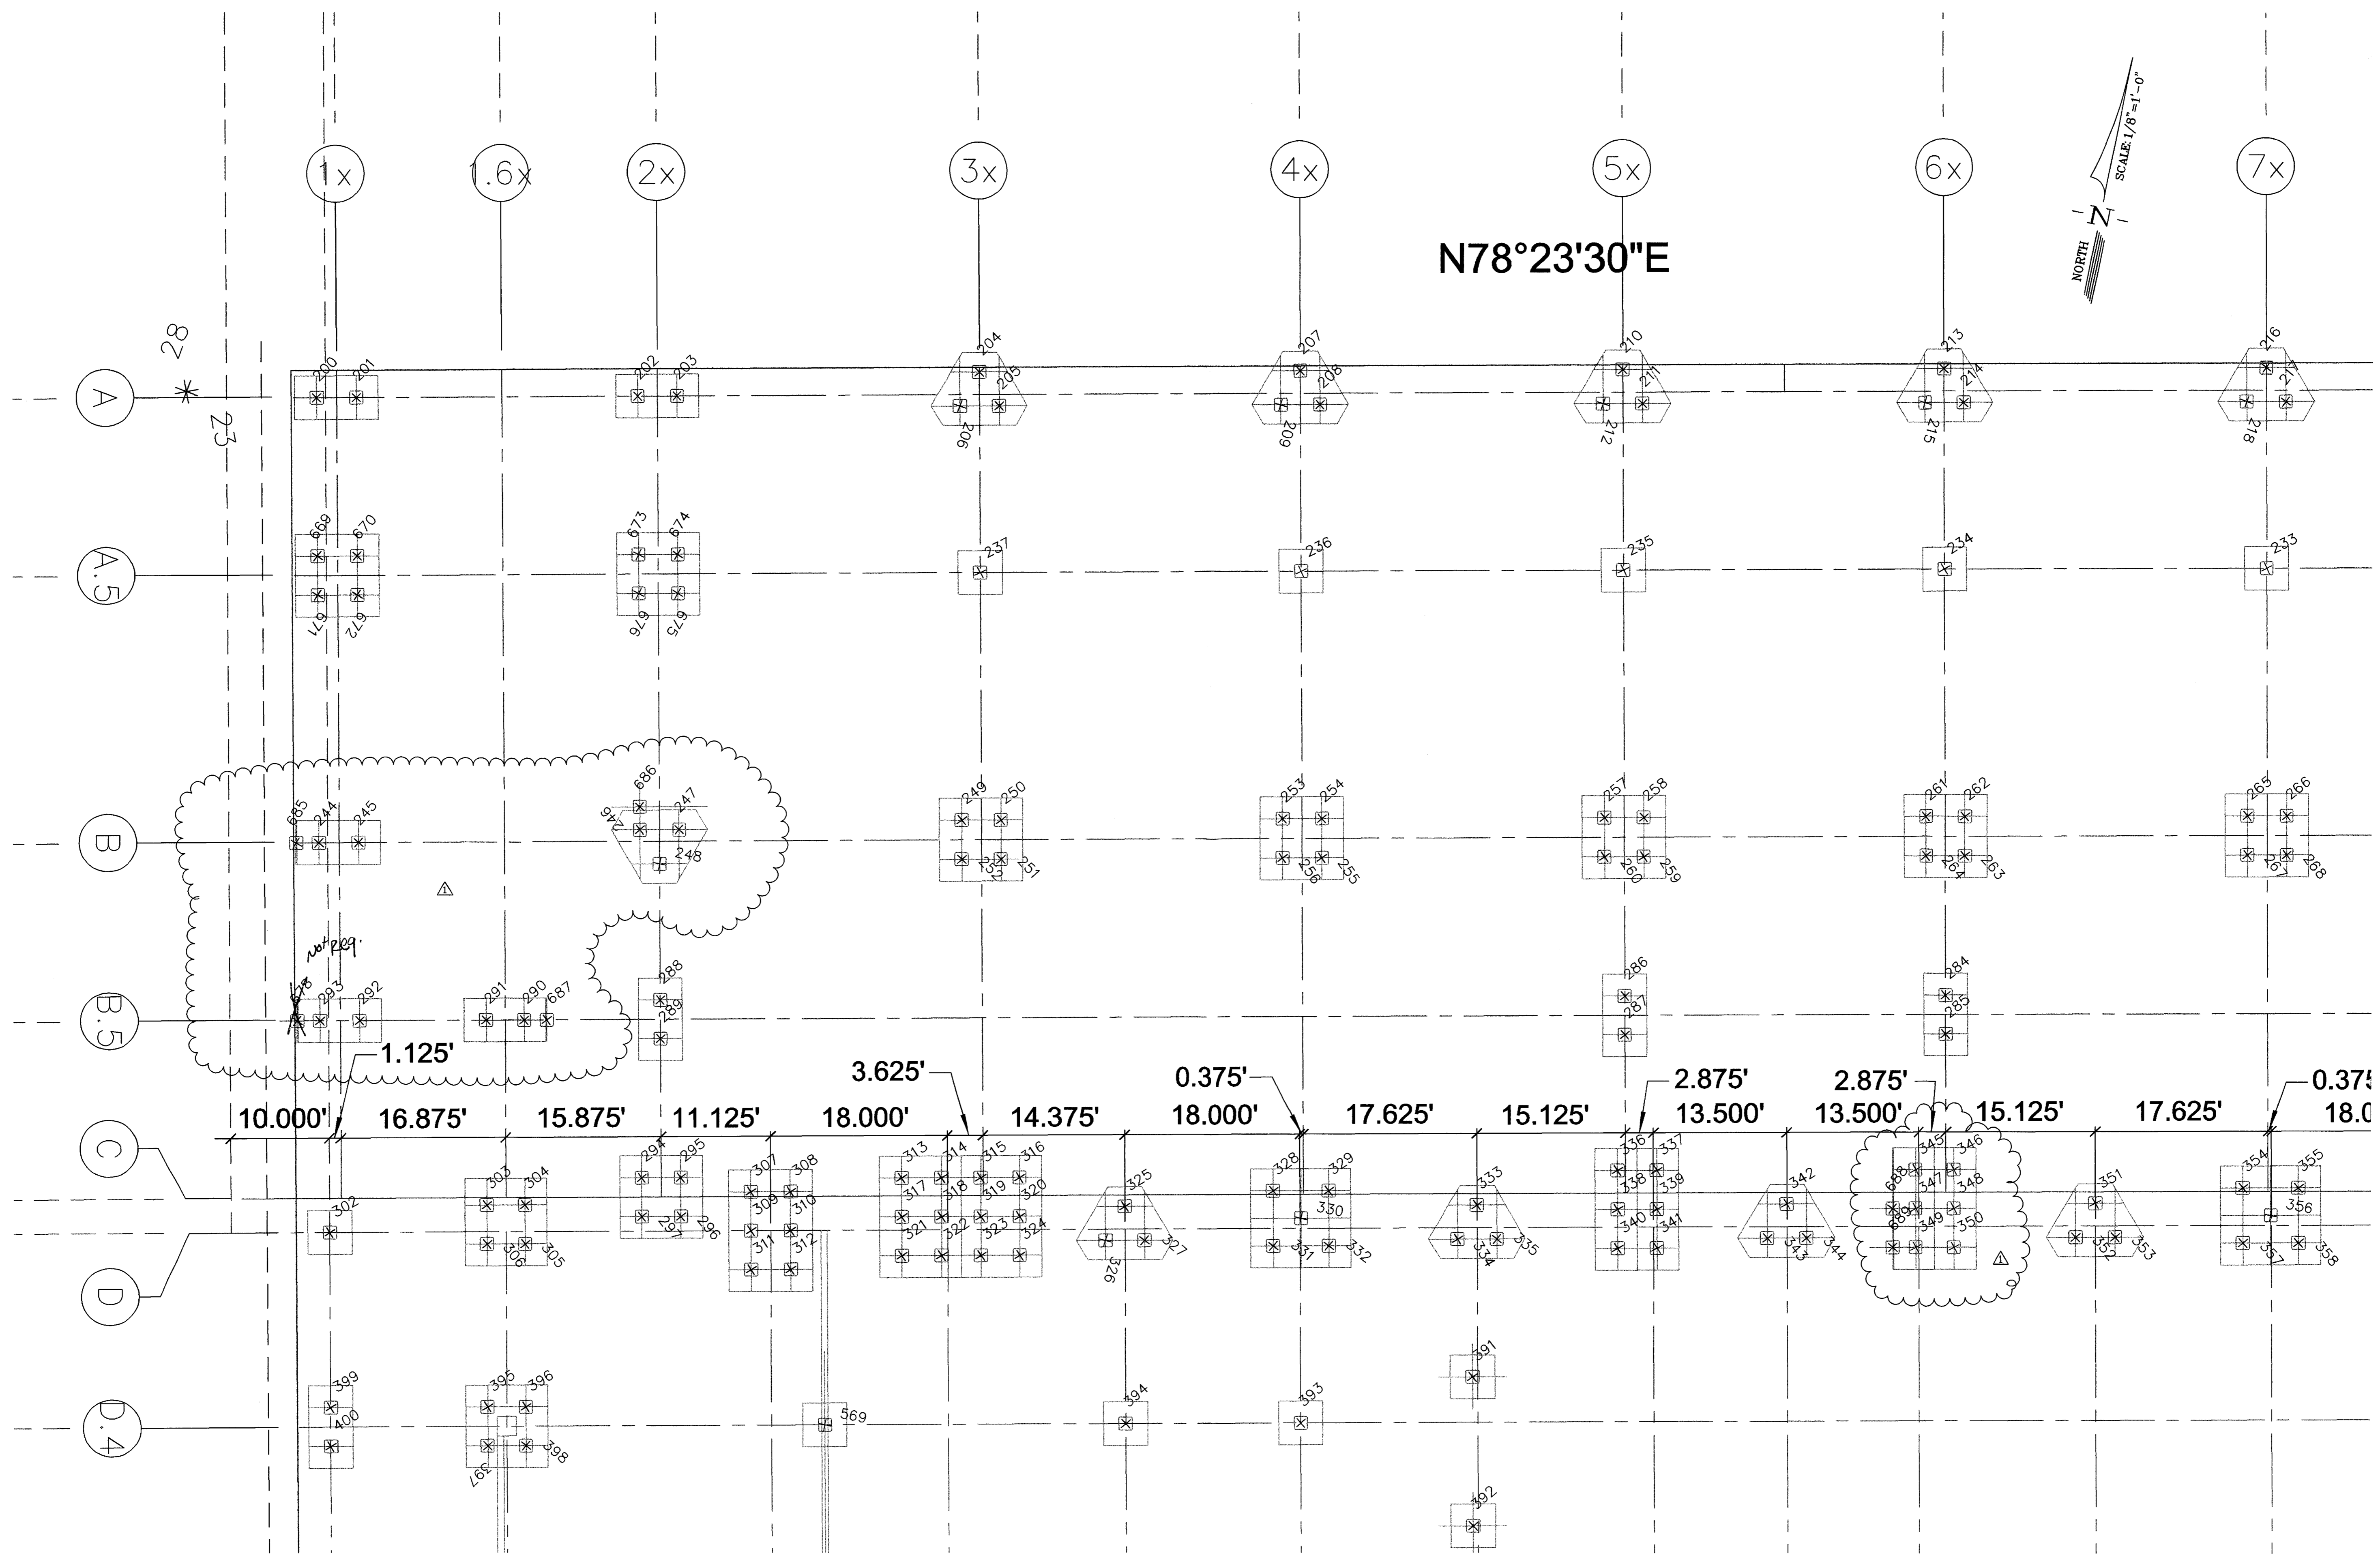 1x 1.6x 2x 3x 4x 5x 6x 7x
SCALE: 1/8"=1'-0"
N
NORTH
N78°23'30"E
28
23
A
200 201 202 203 204 205 206 207 208 209 210 211 212 213 214 215 216 217 218
A.5
669 670 671 672 673 674 676 675 237 236 235 234 233
B
685 244 245 686 246 247 248 249 250 252 251 253 254 256 255 257 258 260 259 261 262 264 263 265 266 267 268
1
Not Req.
B.5
678 293 292 291 290 687 288 289 286 287 284 285
1.125' 3.625' 0.375' 2.875' 2.875'
10.000' 16.875' 15.875' 11.125' 18.000' 14.375' 18.000' 17.625' 15.125' 13.500' 13.500' 15.125' 17.625'
C
294 295 297 296 313 314 315 316 336 337 345 346
302 303 304 306 305 307 308 309 310 311 312 317 318 319 320 321 322 323 324 325 326 327 328 329 330 331 332 333 334 335 338 339 340 341 342 343 344 688 347 348 689 349 350 351 352 353 354 355 356 357 358
1
D
391
D.4
399 400 395 396 397 398 569 394 393
392